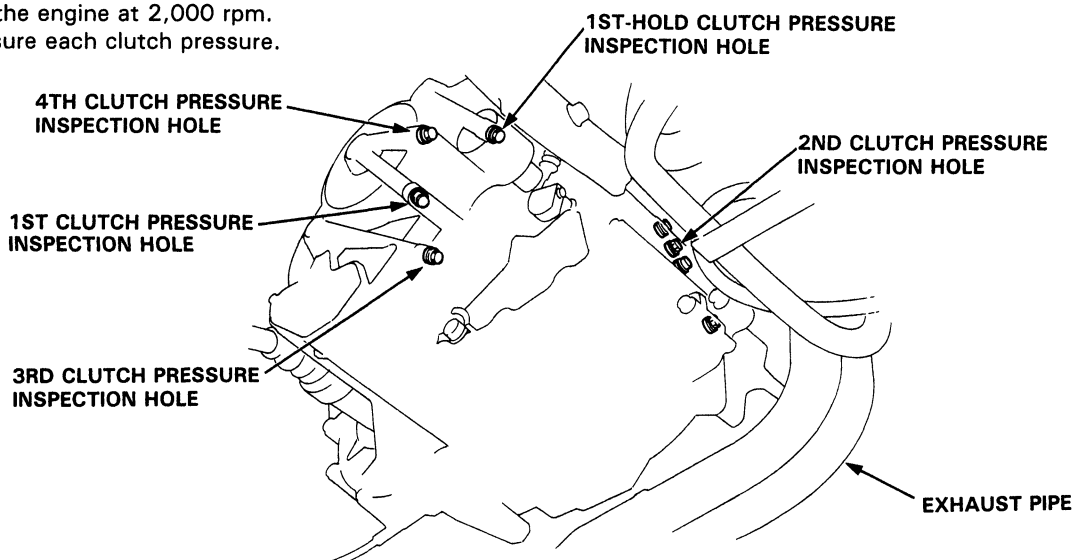 the engine at 2,000 rpm.
sure each clutch pressure.
1ST-HOLD CLUTCH PRESSURE
INSPECTION HOLE
4TH CLUTCH PRESSURE
INSPECTION HOLE
2ND CLUTCH PRESSURE
INSPECTION HOLE
1ST CLUTCH PRESSURE
INSPECTION HOLE
3RD CLUTCH PRESSURE
INSPECTION HOLE
EXHAUST PIPE